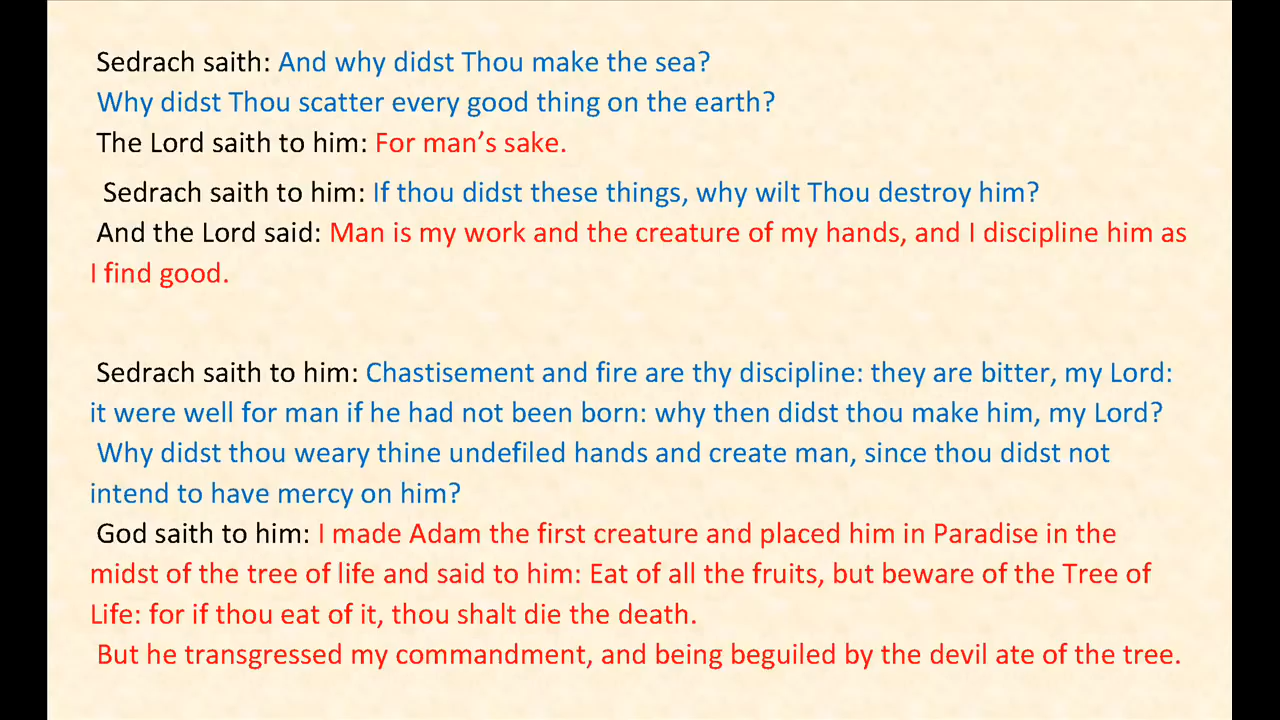 Sedrach saith: And why didst Thou make the sea?
Why didst Thou scatter every good thing on the earth?
The Lord saith to him: For man’s sake.
Sedrach saith to him: If thou didst these things, why wilt Thou destroy him?
And the Lord said: Man is my work and the creature of my hands, and I discipline him as
I find good.
Sedrach saith to him: Chastisement and fire are thy discipline: they are bitter, my Lord:
it were well for man if he had not been born: why then didst thou make him, my Lord?
Why didst thou weary thine undefiled hands and create man, since thou didst not
intend to have mercy on him?
God saith to him: I made Adam the first creature and placed him in Paradise in the
midst of the tree of life and said to him: Eat of all the fruits, but beware of the Tree of
Life: for if thou eat of it, thou shalt die the death.
But he transgressed my commandment, and being beguiled by the devil ate of the tree.